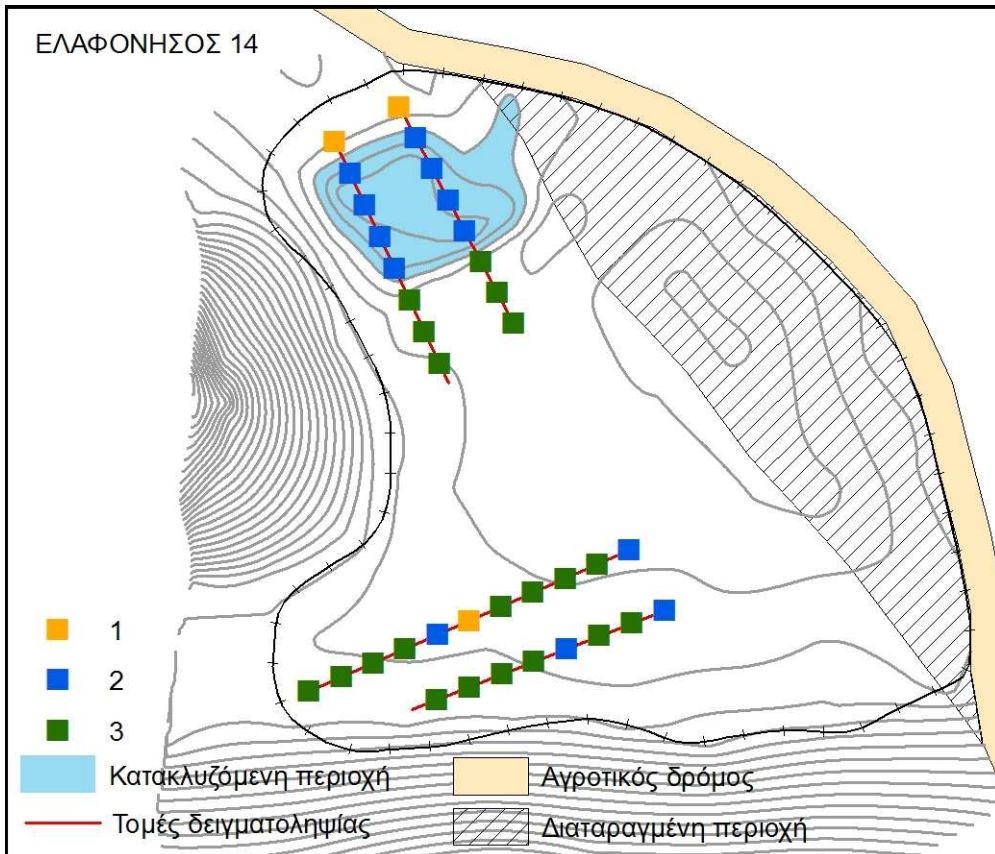 ΕΛΑΦΟΝΗΣΟΣ 14
1
2
3
Κατακλυζόμενη περιοχή
Αγροτικός δρόμος
Τομές δειγματοληψίας
Διαταραγμένη περιοχή